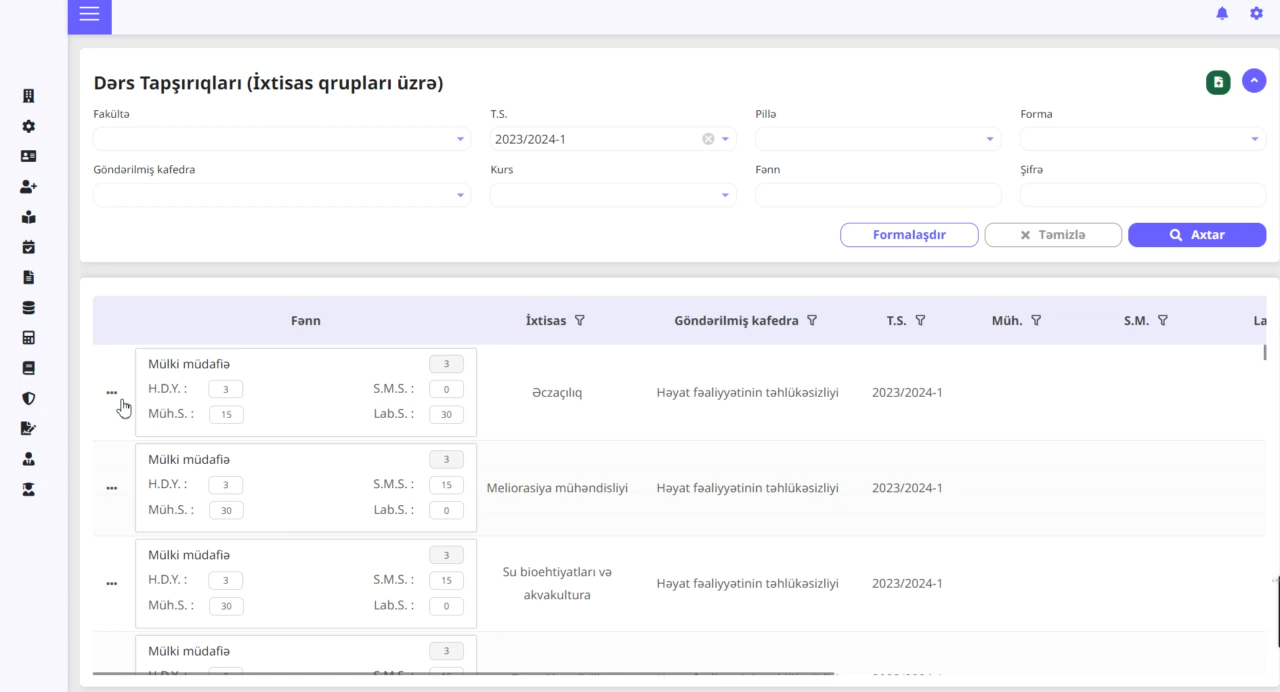 Dərs Tapşırıqları (İxtisas qrupları üzrə)
Fakültə T.S. Pillə Forma
2023/2024-1
Göndərilmiş kafedra Kurs Fənn Şifrə
Formalaşdır Təmizlə Axtar
Fənn İxtisas Göndərilmiş kafedra T.S. Müh. S.M. La
Mülki müdafiə 3
H.D.Y. : 3 S.M.S. : 0
Müh.S. : 15 Lab.S. : 30
Əczaçılıq Həyat fəaliyyətinin təhlükəsizliyi 2023/2024-1
Mülki müdafiə 3
H.D.Y. : 3 S.M.S. : 15
Müh.S. : 30 Lab.S. : 0
Meliorasiya mühəndisliyi Həyat fəaliyyətinin təhlükəsizliyi 2023/2024-1
Mülki müdafiə 3
H.D.Y. : 3 S.M.S. : 15
Müh.S. : 30 Lab.S. : 0
Su bioehtiyatları və
akvakultura
Həyat fəaliyyətinin təhlükəsizliyi 2023/2024-1
Mülki müdafiə 3